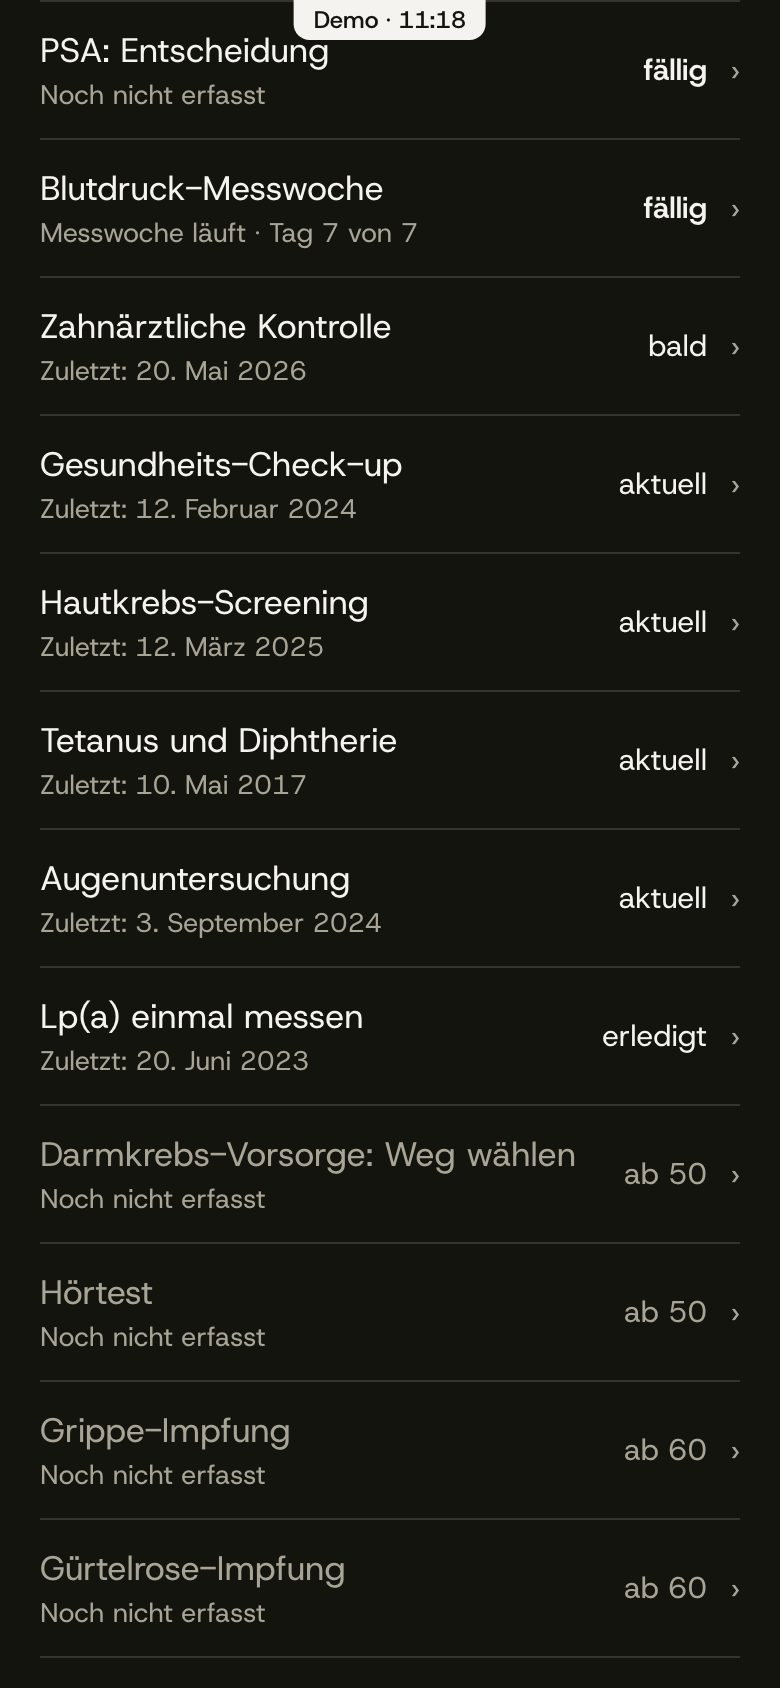 Demo · 11:18
PSA: Entscheidung
Noch nicht erfasst
fällig ›
Blutdruck-Messwoche
Messwoche läuft · Tag 7 von 7
fällig ›
Zahnärztliche Kontrolle
Zuletzt: 20. Mai 2026
bald ›
Gesundheits-Check-up
Zuletzt: 12. Februar 2024
aktuell ›
Hautkrebs-Screening
Zuletzt: 12. März 2025
aktuell ›
Tetanus und Diphtherie
Zuletzt: 10. Mai 2017
aktuell ›
Augenuntersuchung
Zuletzt: 3. September 2024
aktuell ›
Lp(a) einmal messen
Zuletzt: 20. Juni 2023
erledigt ›
Darmkrebs-Vorsorge: Weg wählen
Noch nicht erfasst
ab 50 ›
Hörtest
Noch nicht erfasst
ab 50 ›
Grippe-Impfung
Noch nicht erfasst
ab 60 ›
Gürtelrose-Impfung
Noch nicht erfasst
ab 60 ›